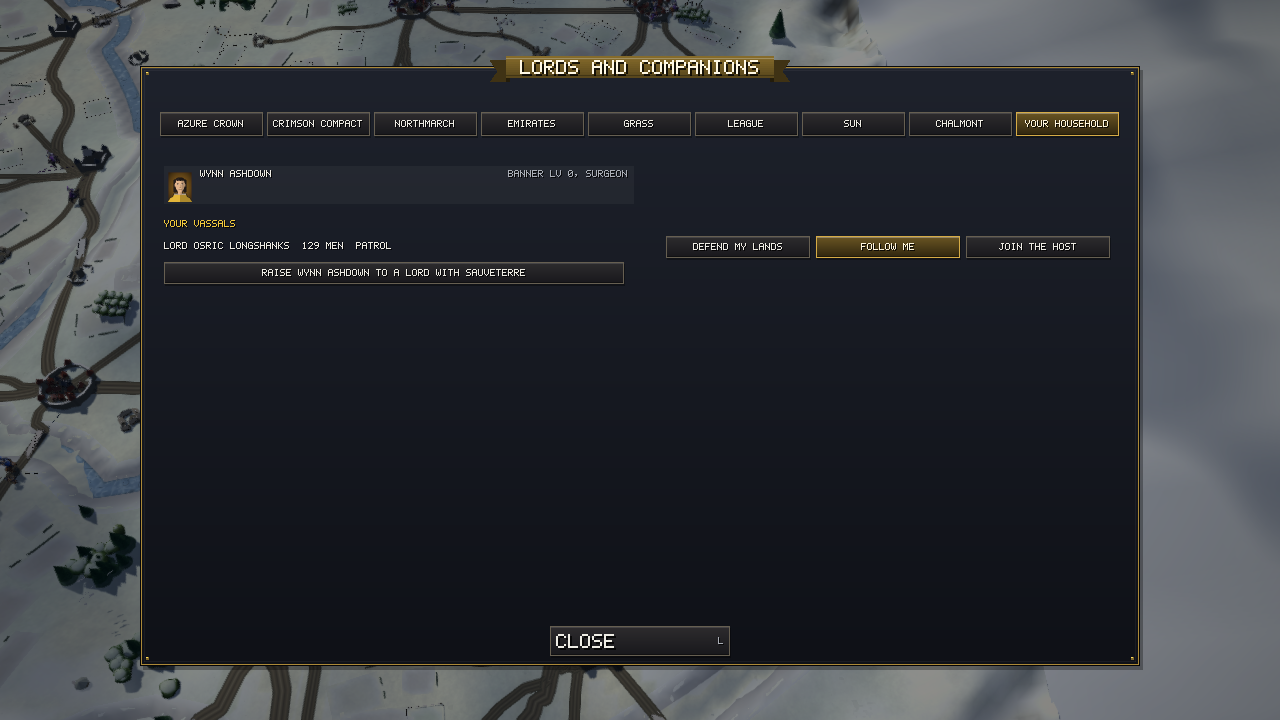 LORDS AND COMPANIONS
AZURE CROWN CRIMSON COMPACT NORTHMARCH EMIRATES GRASS LEAGUE SUN CHALMONT YOUR HOUSEHOLD
WYNN ASHDOWN BANNER LV 0, SURGEON
YOUR VASSALS
LORD OSRIC LONGSHANKS 129 MEN PATROL DEFEND MY LANDS FOLLOW ME JOIN THE HOST
RAISE WYNN ASHDOWN TO A LORD WITH SAUVETERRE
CLOSE L